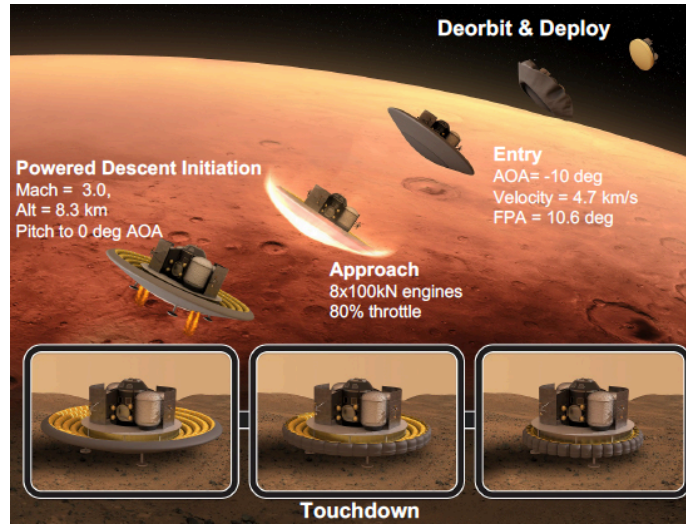 Deorbit & Deploy
Entry
AOA= -10 deg
Velocity = 4.7 km/s
FPA = 10.6 deg
Powered Descent Initiation
Mach = 3.0,
Alt = 8.3 km
Pitch to 0 deg AOA
Approach
8x100kN engines
80% throttle
Touchdown